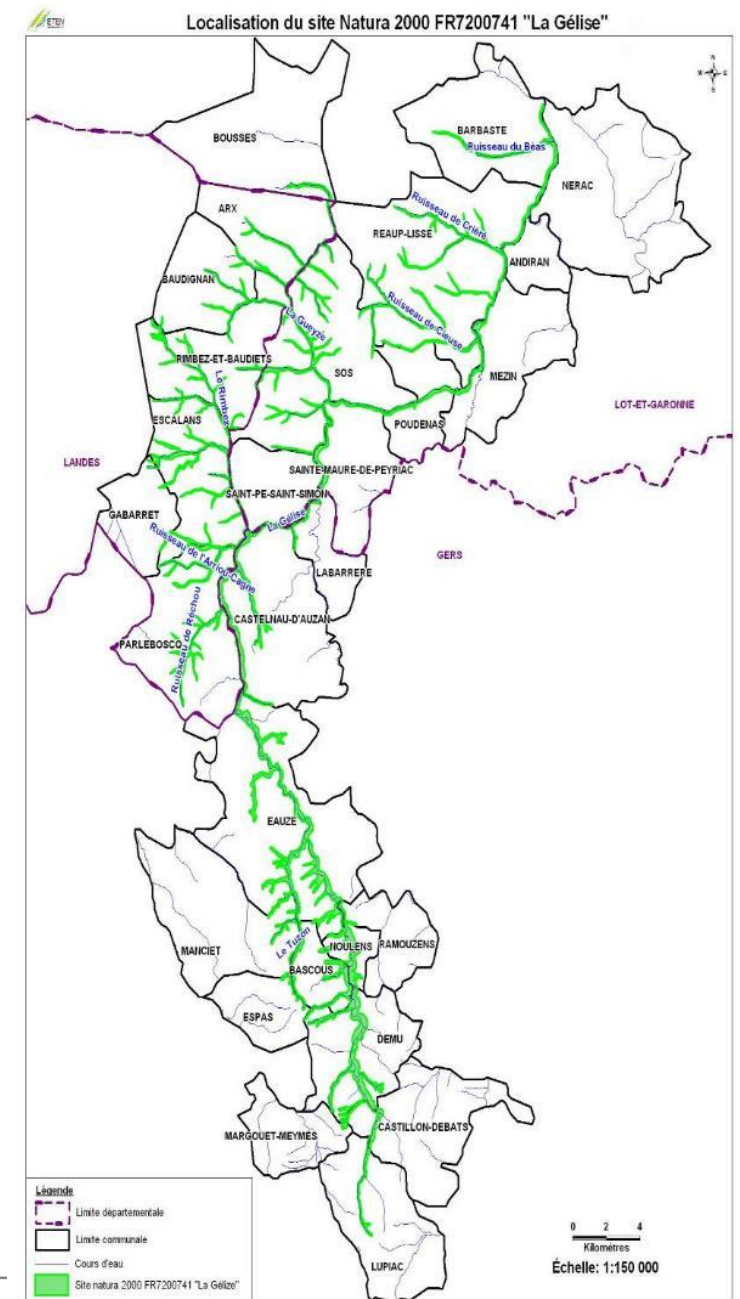 ETEN
Localisation du site Natura 2000 FR7200741 "La Gélise"
N
W E
S
BOUSSES
BARBASTE
Ruisseau du Béas
NERAC
ARX
Ruisseau de Crieré
REAUP-LISSE
ANDIRAN
BAUDIGNAN
La Gueyze
Ruisseau de Cieuse
RIMBEZ-ET-BAUDIETS
SOS
MEZIN
Le Rimbez
LOT-ET-GARONNE
ESCALANS
POUDENAS
LANDES
SAINTE-MAURE-DE-PEYRIAC
SAINT-PE-SAINT-SIMON
GABARRET
La Gélise
GERS
Ruisseau de l'Arriou-Cagne
LABARRERE
CASTELNAU-D'AUZAN
PARLEBOSCQ
Ruisseau de Réchou
EAUZE
MANCIET
Le Tuzon
NOULENS
RAMOUZENS
BASCOUS
ESPAS
DEMU
MARGOUET-MEYMES
CASTILLON-DEBATS
LUPIAC
Légende
Limite départementale
Limite communale
Cours d'eau
Site natura 2000 FR7200741 "La Gélize"
0 2 4
Kilomètres
Échelle: 1:150 000